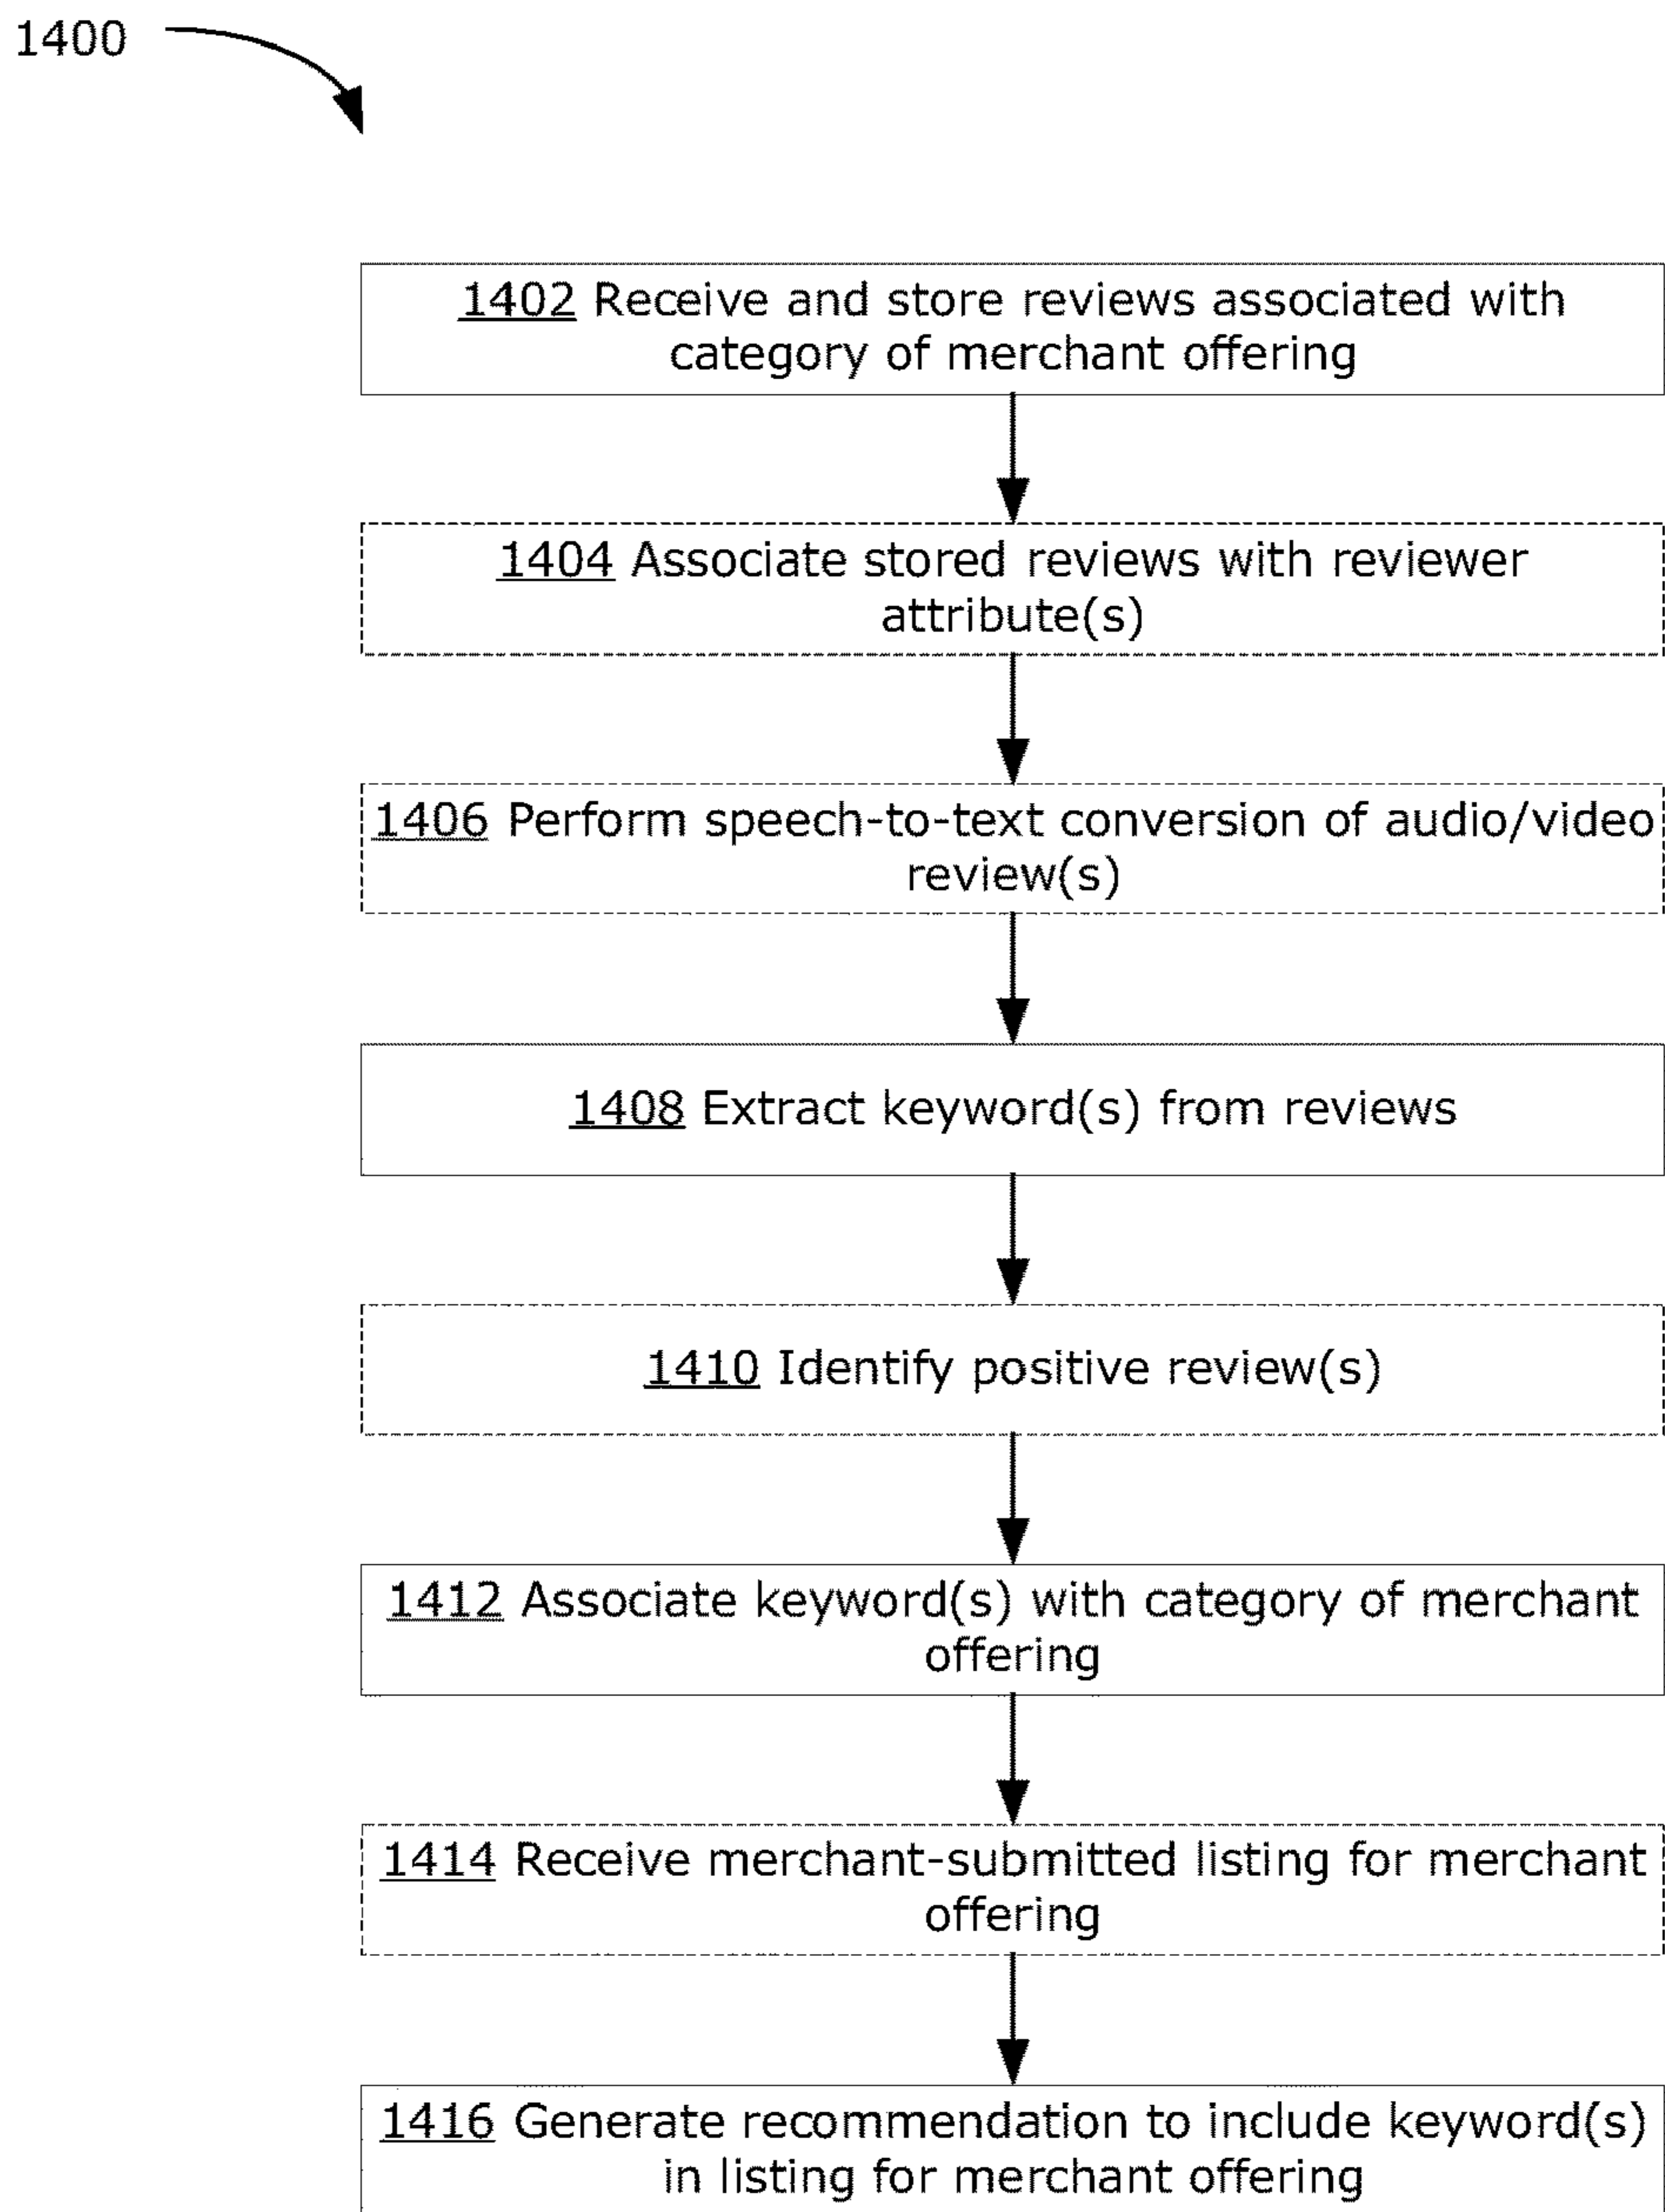 1400
1402 Receive and store reviews associated with
category of merchant offering
1404 Associate stored reviews with reviewer
attribute(s)
1406 Perform speech-to-text conversion of audio/video
review(s)
1408 Extract keyword(s) from reviews
1410 Identify positive review(s)
1412 Associate keyword(s) with category of merchant
offering
1414 Receive merchant-submitted listing for merchant
offering
1416 Generate recommendation to include keyword(s)
in listing for merchant offering